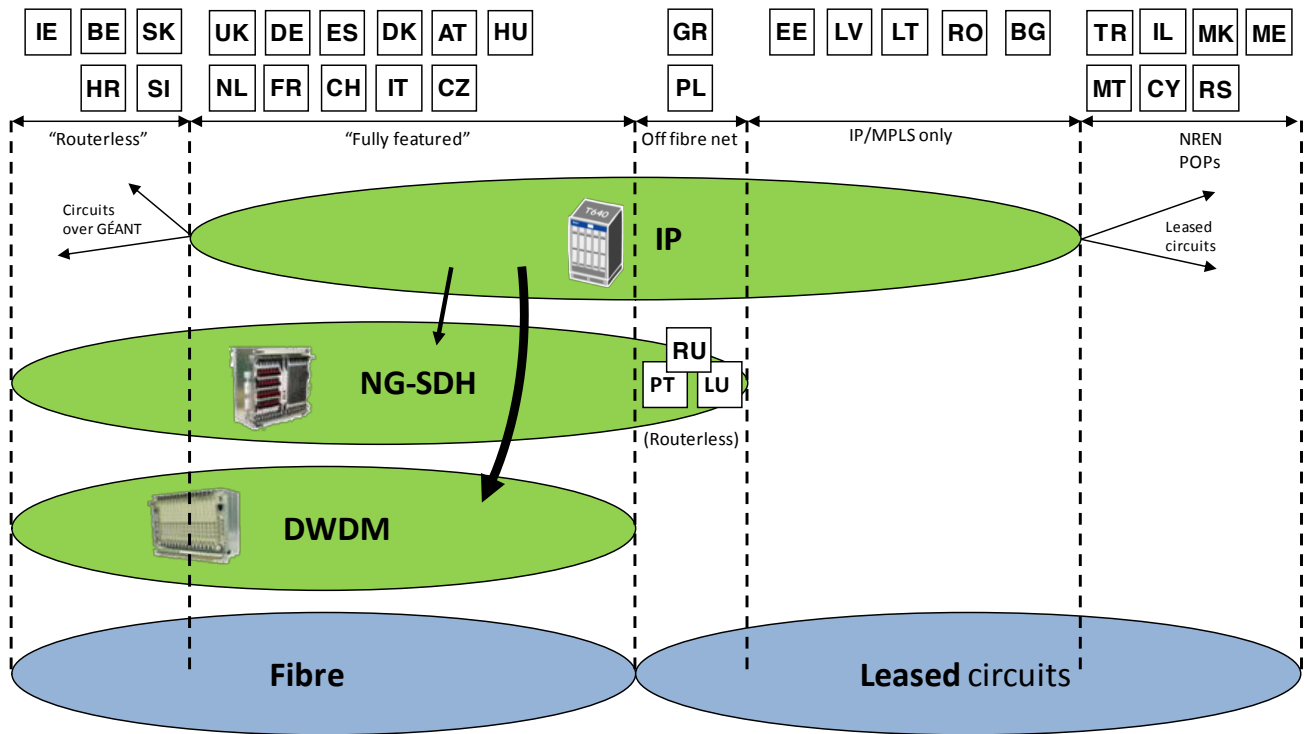 IE BE SK UK DE ES DK AT HU GR EE LV LT RO BG TR IL MK ME
HR SI NL FR CH IT CZ PL MT CY RS
“Routerless” “Fully featured” Off fibre net IP/MPLS only NREN
POPs
Circuits
over GÉANT
T640
IP
Leased
circuits
NG-SDH
RU
PT LU
(Routerless)
DWDM
Fibre
Leased circuits